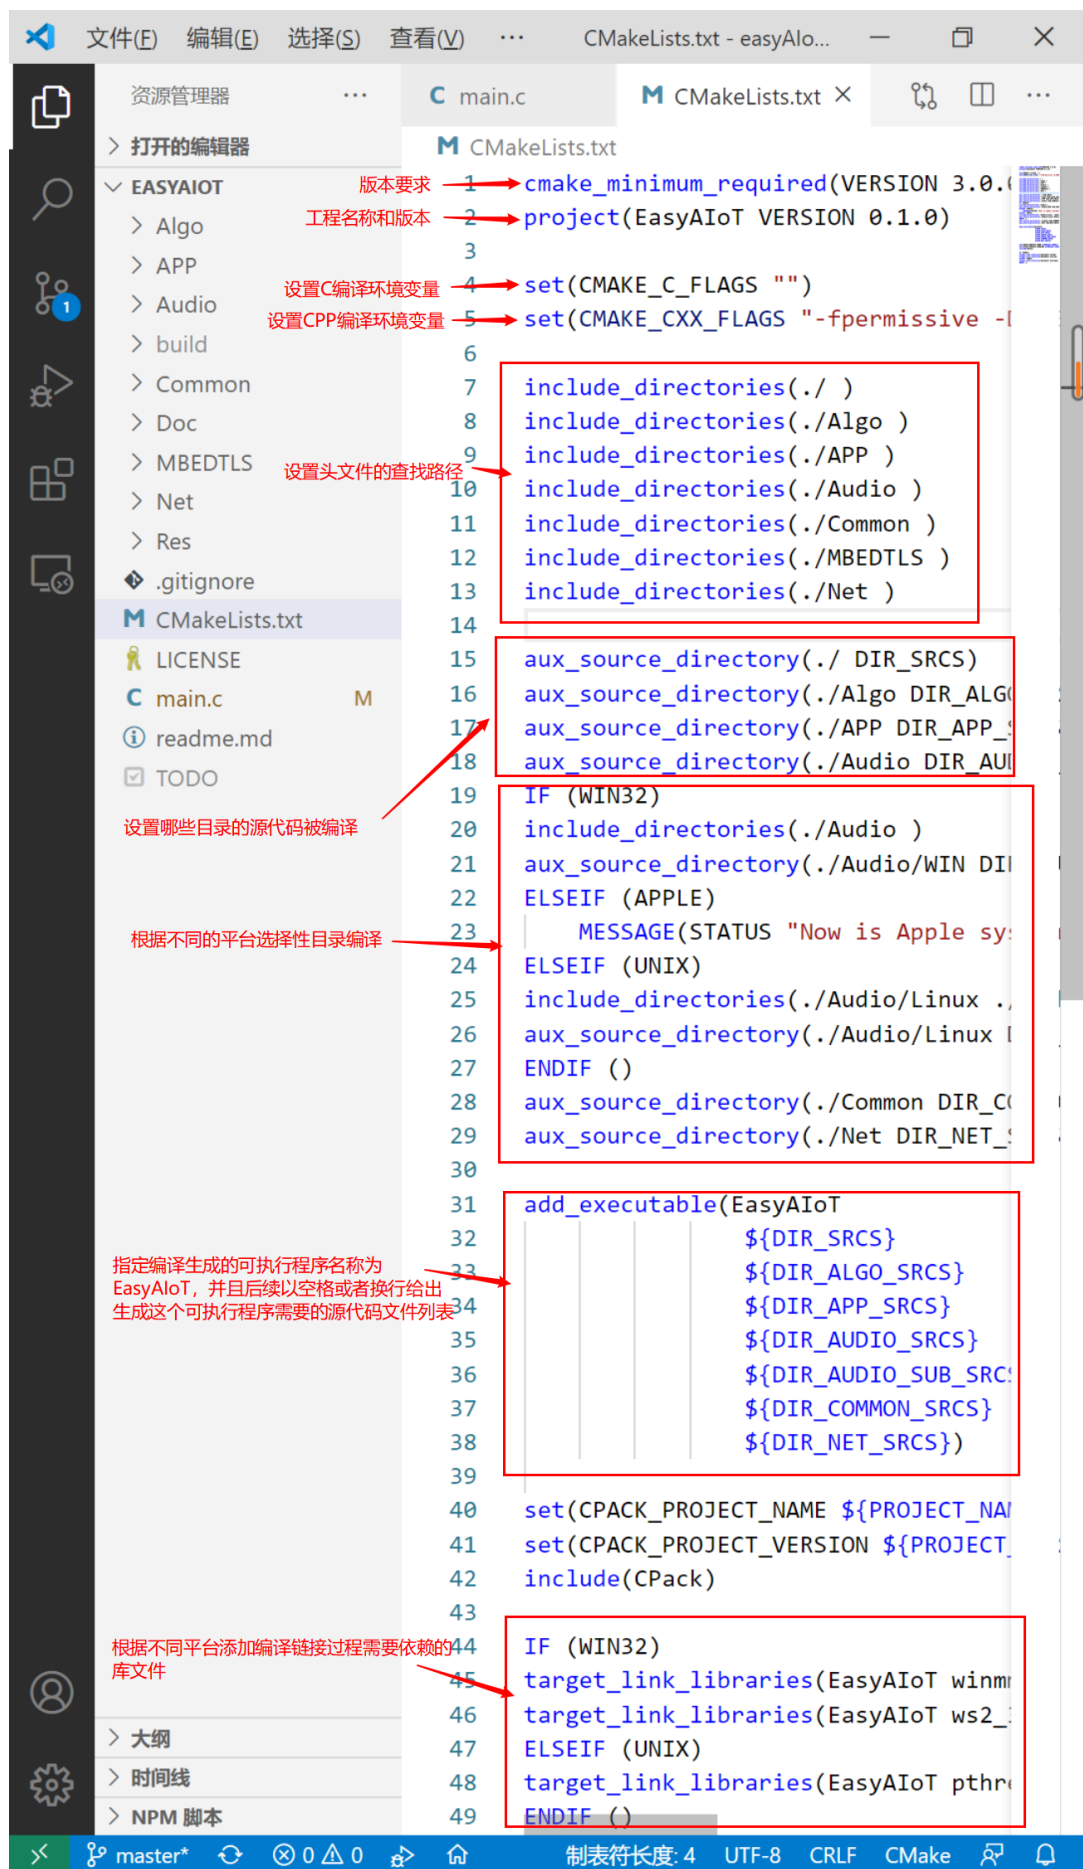 文件(F) 编辑(E) 选择(S) 查看(V) ··· CMakeLists.txt - easyAIo...
资源管理器 ···
main.c
CMakeLists.txt
打开的编辑器
EASYAIOT
Algo
APP
Audio
build
Common
Doc
MBEDTLS
Net
Res
.gitignore
CMakeLists.txt
LICENSE
main.c M
readme.md
TODO
大纲
时间线
NPM 脚本
CMakeLists.txt
版本要求
工程名称和版本
设置C编译环境变量
设置CPP编译环境变量
设置头文件的查找路径
设置哪些目录的源代码被编译
根据不同的平台选择性目录编译
指定编译生成的可执行程序名称为
EasyAIoT，并且后续以空格或者换行给出
生成这个可执行程序需要的源代码文件列表
根据不同平台添加编译链接过程需要依赖的
库文件
1 cmake_minimum_required(VERSION 3.0.0
2 project(EasyAIoT VERSION 0.1.0)
3
4 set(CMAKE_C_FLAGS "")
5 set(CMAKE_CXX_FLAGS "-fpermissive -D
6
7 include_directories(./ )
8 include_directories(./Algo )
9 include_directories(./APP )
10 include_directories(./Audio )
11 include_directories(./Common )
12 include_directories(./MBEDTLS )
13 include_directories(./Net )
14
15 aux_source_directory(./ DIR_SRCS)
16 aux_source_directory(./Algo DIR_ALGO
17 aux_source_directory(./APP DIR_APP_S
18 aux_source_directory(./Audio DIR_AUD
19 IF (WIN32)
20 include_directories(./Audio )
21 aux_source_directory(./Audio/WIN DIR
22 ELSEIF (APPLE)
23 MESSAGE(STATUS "Now is Apple sys
24 ELSEIF (UNIX)
25 include_directories(./Audio/Linux ./
26 aux_source_directory(./Audio/Linux D
27 ENDIF ()
28 aux_source_directory(./Common DIR_CO
29 aux_source_directory(./Net DIR_NET_S
30
31 add_executable(EasyAIoT
32 ${DIR_SRCS}
33 ${DIR_ALGO_SRCS}
34 ${DIR_APP_SRCS}
35 ${DIR_AUDIO_SRCS}
36 ${DIR_AUDIO_SUB_SRCS
37 ${DIR_COMMON_SRCS}
38 ${DIR_NET_SRCS})
39
40 set(CPACK_PROJECT_NAME ${PROJECT_NAM
41 set(CPACK_PROJECT_VERSION ${PROJECT_
42 include(CPack)
43
44 IF (WIN32)
45 target_link_libraries(EasyAIoT winmm
46 target_link_libraries(EasyAIoT ws2_3
47 ELSEIF (UNIX)
48 target_link_libraries(EasyAIoT pthre
49 ENDIF ()
1
master* 0 0 制表符长度: 4 UTF-8 CRLF CMake